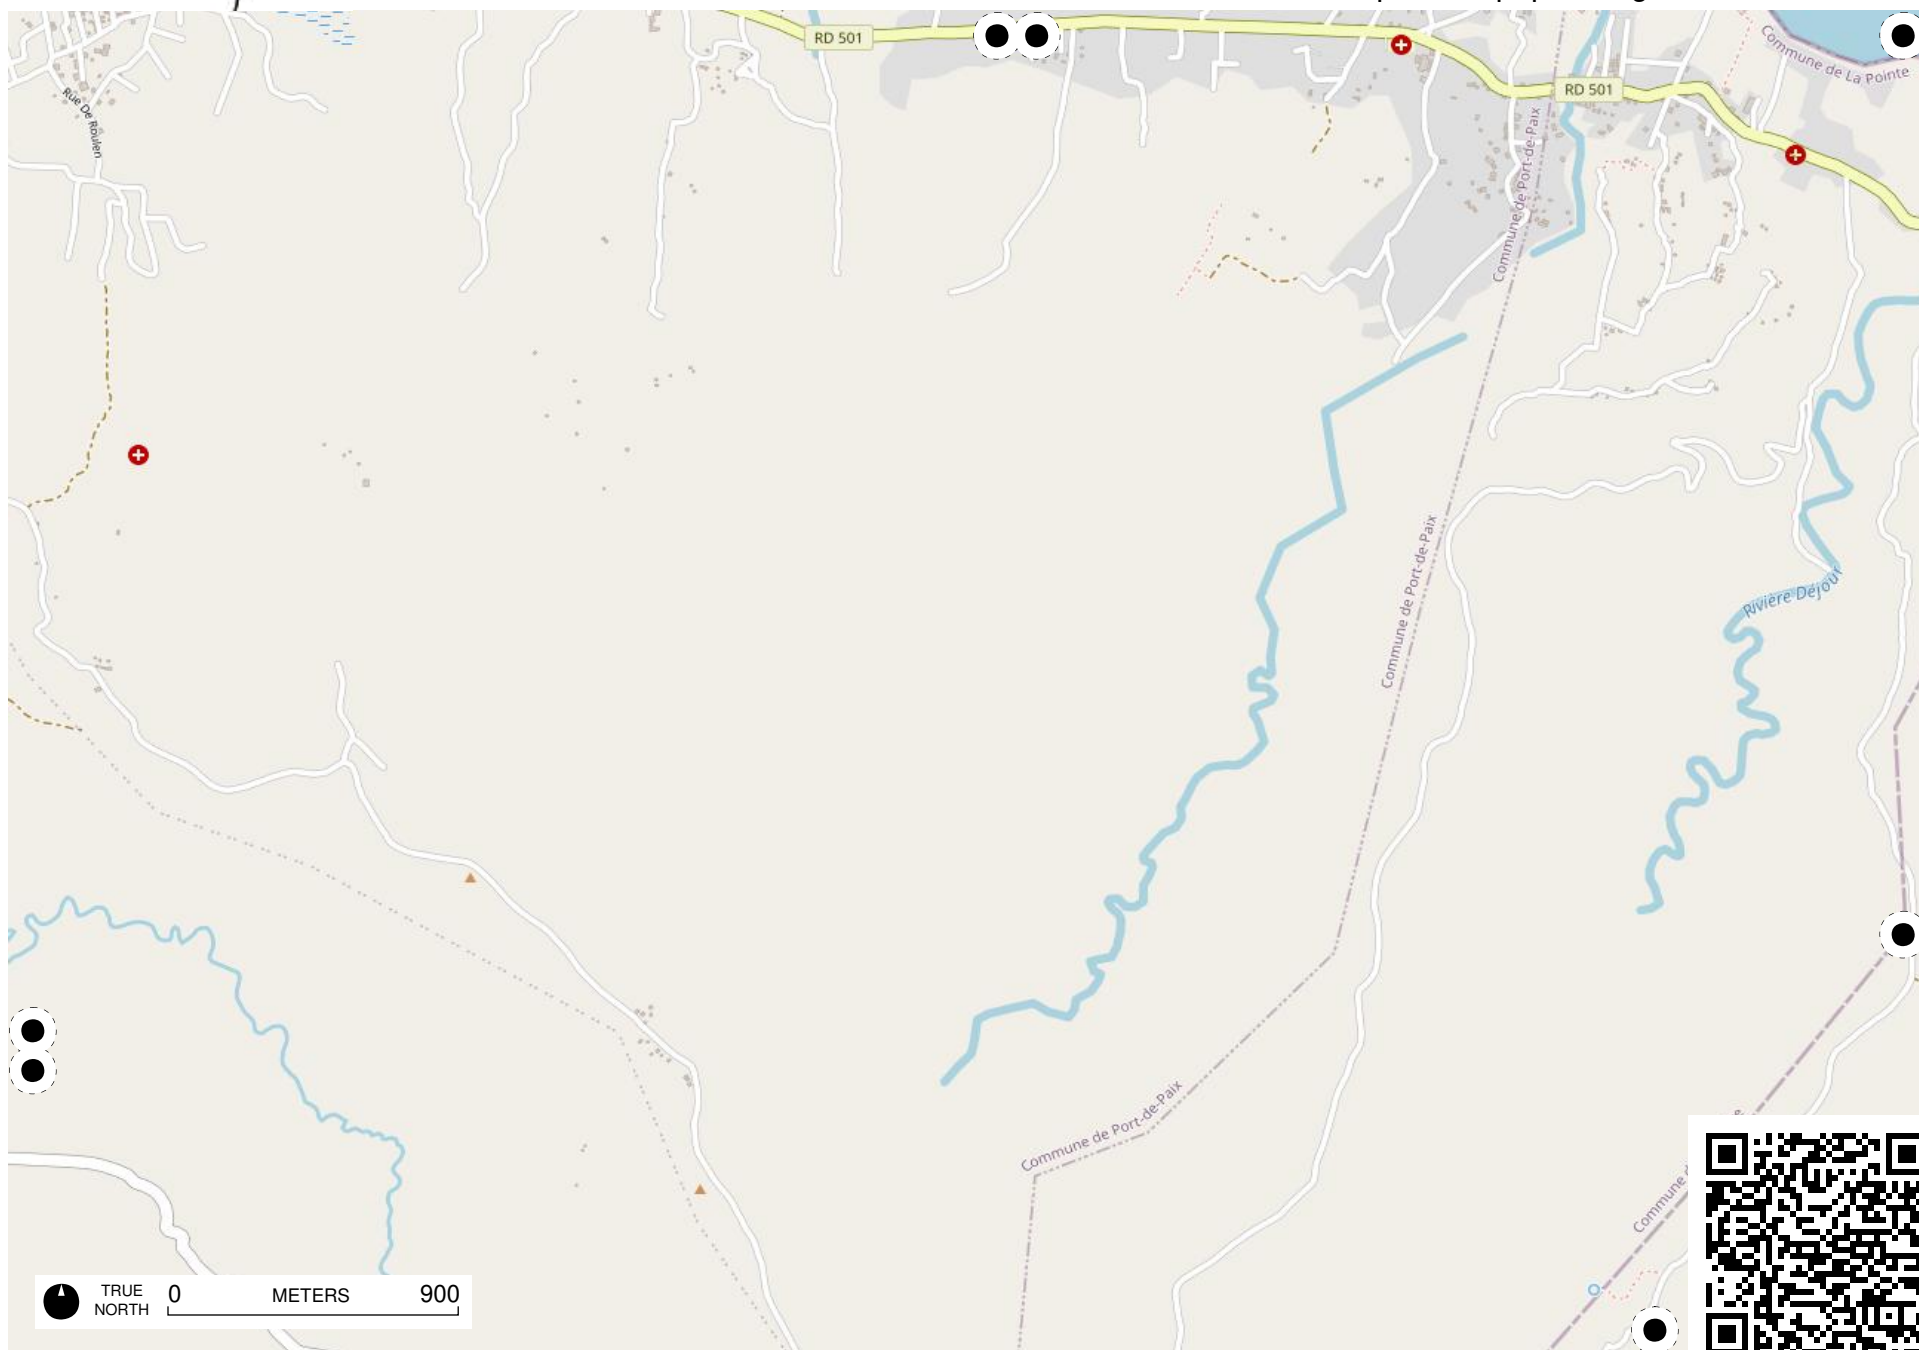 RD 501
Commune de La Pointe
RD 501
Rue De Roulen
Commune de Port-de-Paix
Commune de Port-de-Paix
Rivière Déjour
Commune de Port-de-Paix
Commune d
TRUE NORTH
0 METERS 900